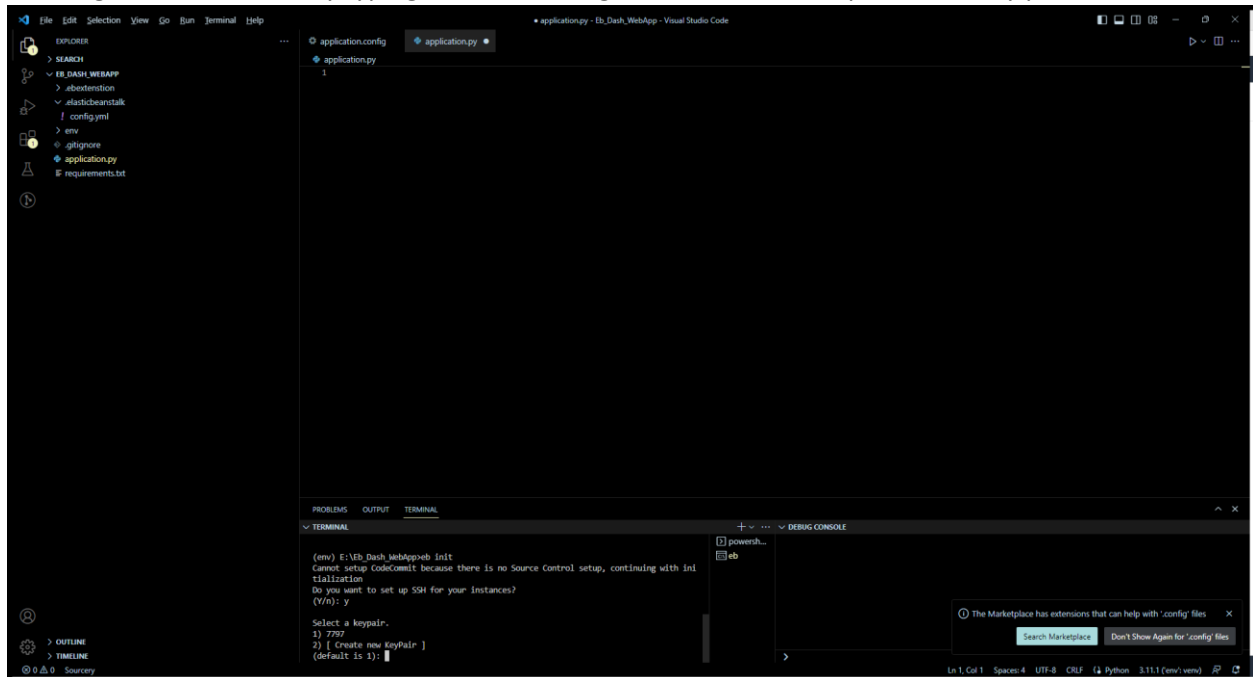 File Edit Selection View Go Run Terminal Help
• application.py - Eb_Dash_WebApp - Visual Studio Code
EXPLORER
application.config
application.py
SEARCH
application.py
EB_DASH_WEBAPP
1
.ebextenstion
.elasticbeanstalk
! config.yml
env
.gitignore
application.py
requirements.txt
PROBLEMS OUTPUT TERMINAL
TERMINAL
DEBUG CONSOLE
powersh...
eb
(env) E:\Eb_Dash_WebApp>eb init
Cannot setup CodeCommit because there is no Source Control setup, continuing with ini
tialization
Do you want to set up SSH for your instances?
(Y/n): y
Select a keypair.
1) 7797
2) [ Create new KeyPair ]
(default is 1):
The Marketplace has extensions that can help with '.config' files
Search Marketplace
Don't Show Again for '.config' files
OUTLINE
TIMELINE
0 0 Sourcery
Ln 1, Col 1 Spaces: 4 UTF-8 CRLF Python 3.11.1 ('env': venv)